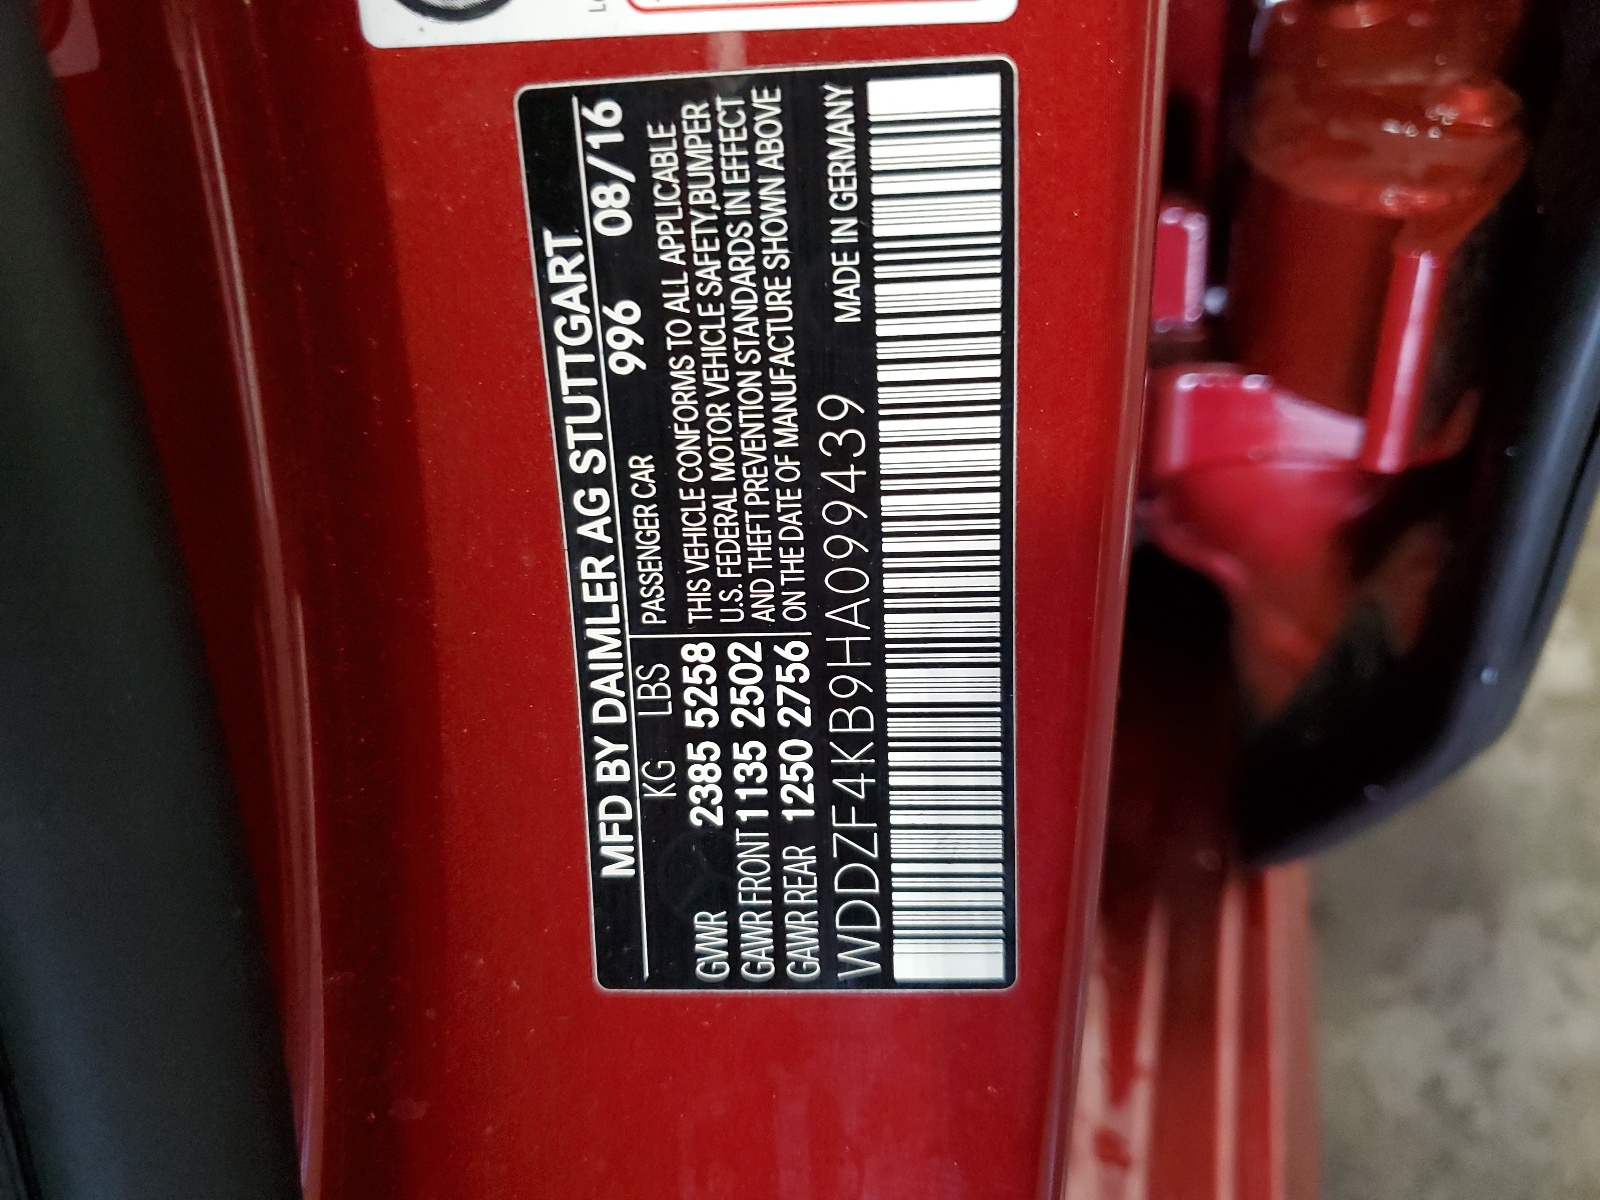 MFD BY DAIMLER AG STUTTGART
996 08/16
KG LBS PASSENGER CAR
GVWR 2385 5258 THIS VEHICLE CONFORMS TO ALL APPLICABLE
U.S. FEDERAL MOTOR VEHICLE SAFETY,BUMPER
GAWR FRONT 1135 2502 AND THEFT PREVENTION STANDARDS IN EFFECT
GAWR REAR 1250 2756 ON THE DATE OF MANUFACTURE SHOWN ABOVE
WDDZF4KB9HA099439 MADE IN GERMANY